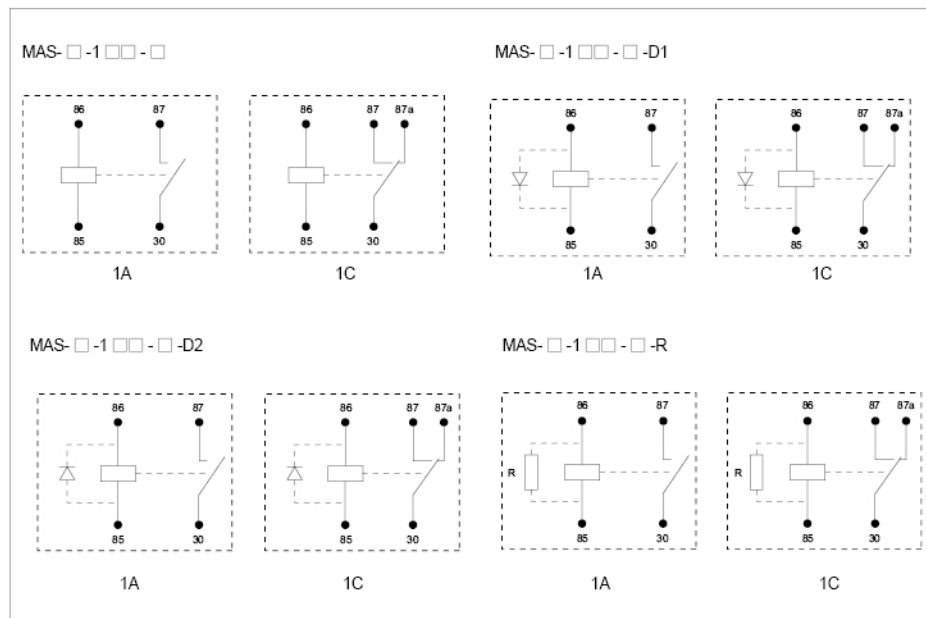 MAS- □ -1 □□ - □
MAS- □ -1 □□ - □ -D1
86 87
86 87 87a
86 87
86 87 87a
85 30
85 30
85 30
85 30
1A
1C
1A
1C
MAS- □ -1 □□ - □ -D2
MAS- □ -1 □□ - □ -R
86 87
86 87 87a
86 87
86 87 87a
R
R
85 30
85 30
85 30
85 30
1A
1C
1A
1C